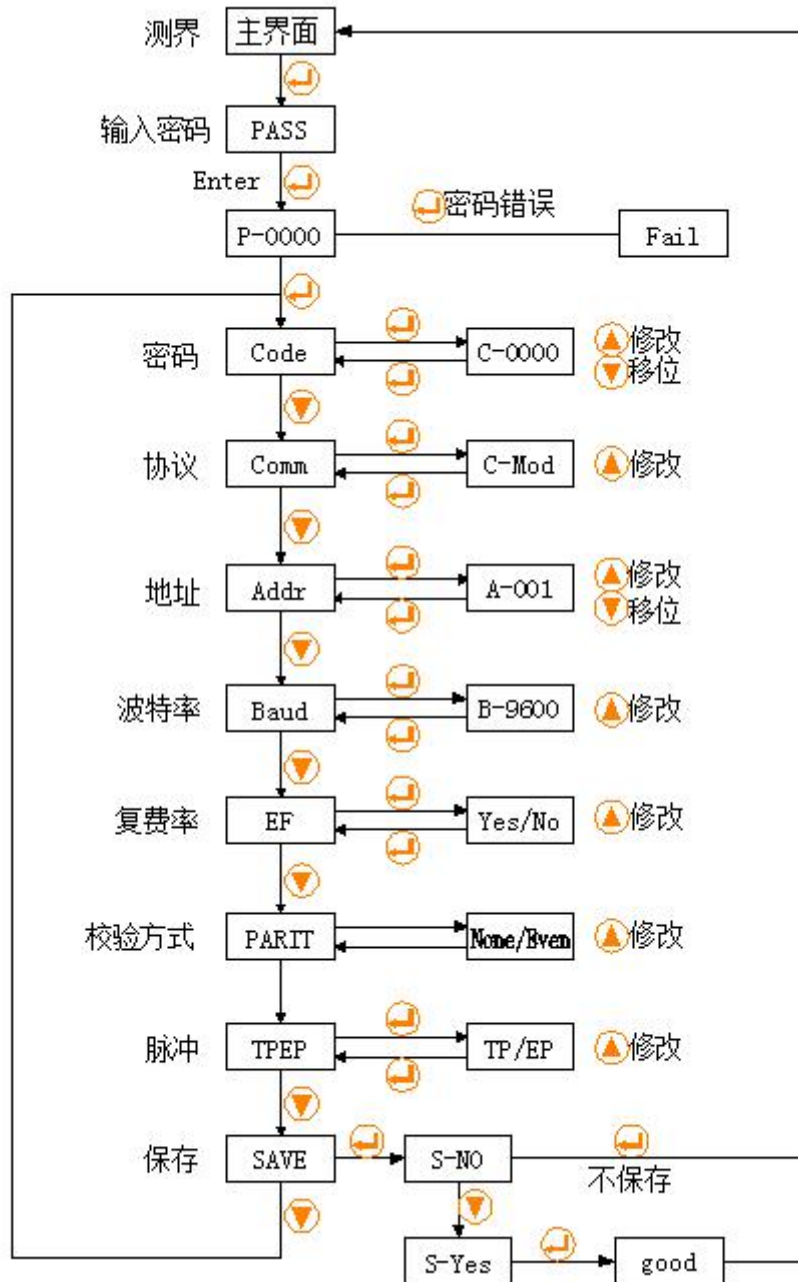 测界 主界面
输入密码 PASS
Enter
密码错误
P-0000 Fail
密码 Code C-0000 修改
移位
协议 Comm C-Mod 修改
地址 Addr A-001 修改
移位
波特率 Baud B-9600 修改
复费率 EF Yes/No 修改
校验方式 PARIT None/Even 修改
脉冲 TPEP TP/EP 修改
保存 SAVE S-NO 不保存
S-Yes good